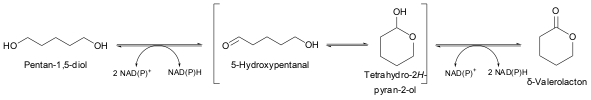 HO OH
Pentan-1,5-diol
2 NAD(P)+ NAD(P)H
O OH
5-Hydroxypentanal
OH
O
Tetrahydro-2H-
pyran-2-ol
NAD(P)+ 2 NAD(P)H
O
O
δ-Valerolacton